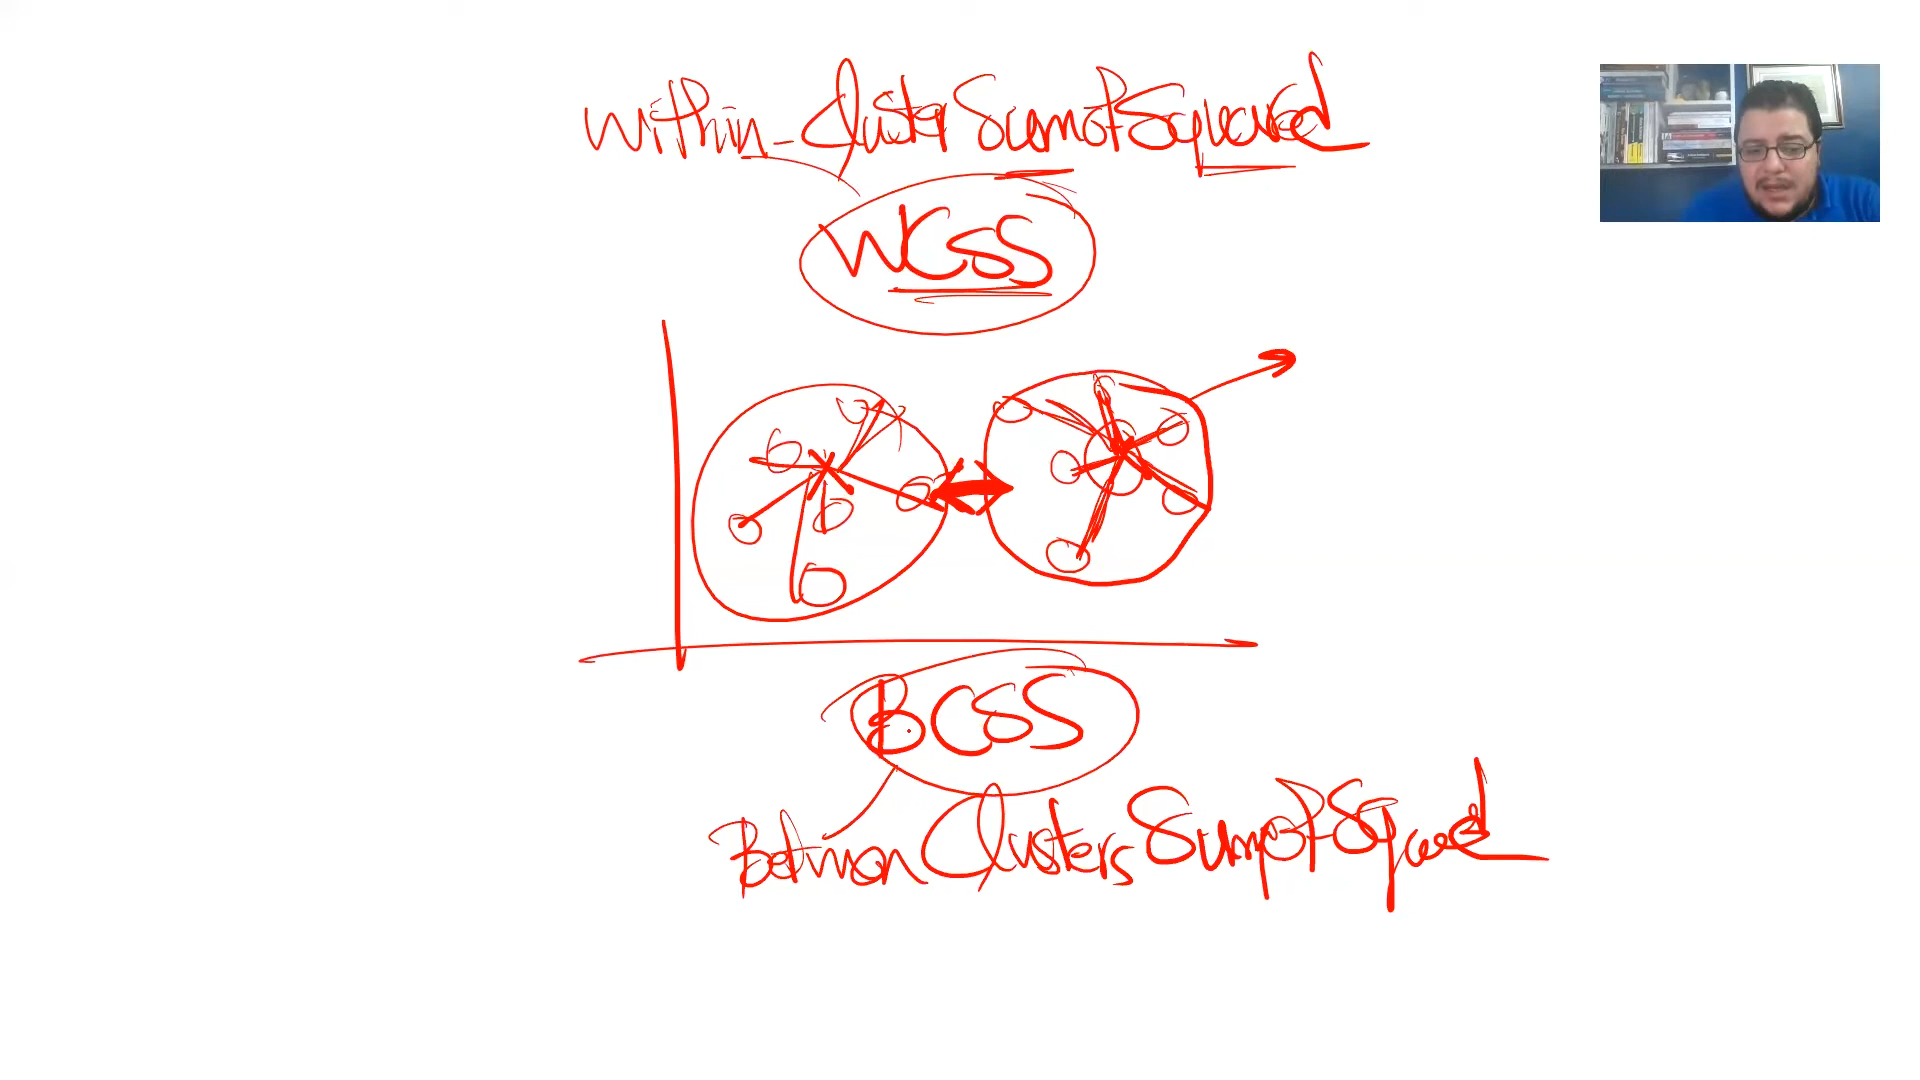 Within-Cluster Sum of Squared
WCSS
BCSS
Between Clusters Sum of Squared